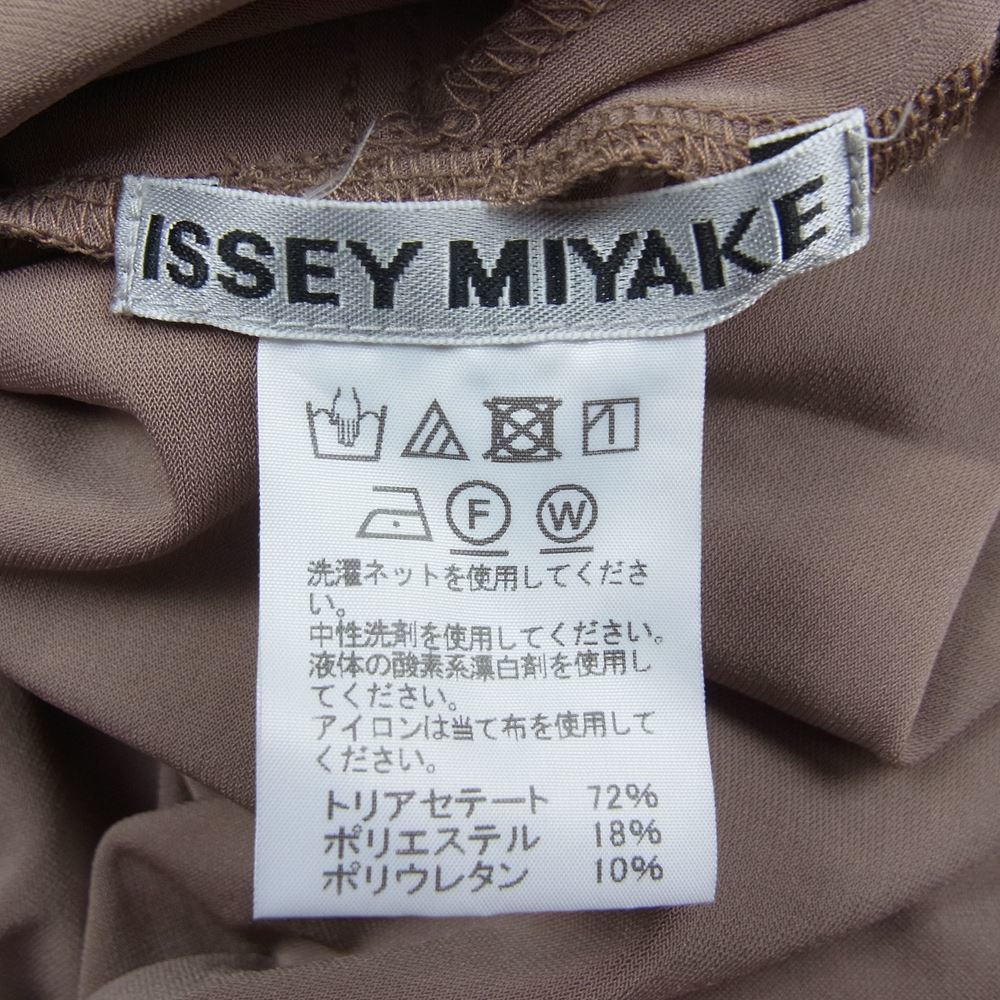 ISSEY MIYAKE
F W
洗濯ネットを使用してくださ
い。
中性洗剤を使用してください。
液体の酸素系漂白剤を使用し
てください。
アイロンは当て布を使用して
ください。
トリアセテート 72%
ポリエステル 18%
ポリウレタン 10%